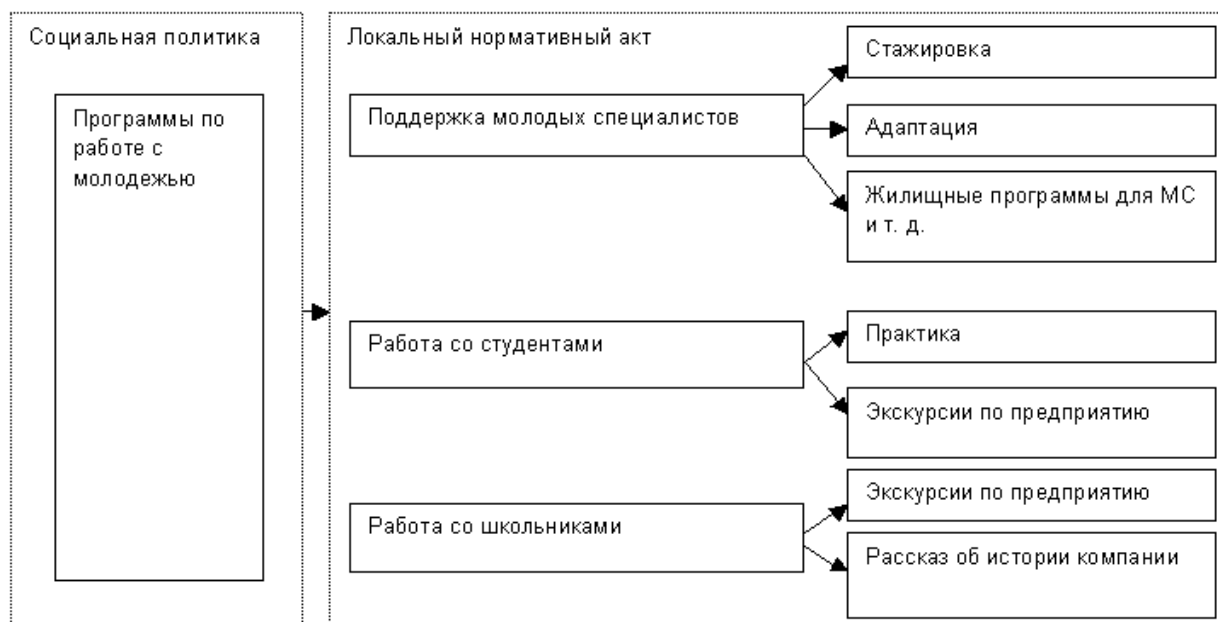 Социальная политика
Программы по
работе с
молодежью
Локальный нормативный акт
Поддержка молодых специалистов
Стажировка
Адаптация
Жилищные программы для МС
и т. д.
Работа со студентами
Практика
Экскурсии по предприятию
Работа со школьниками
Экскурсии по предприятию
Рассказ об истории компании